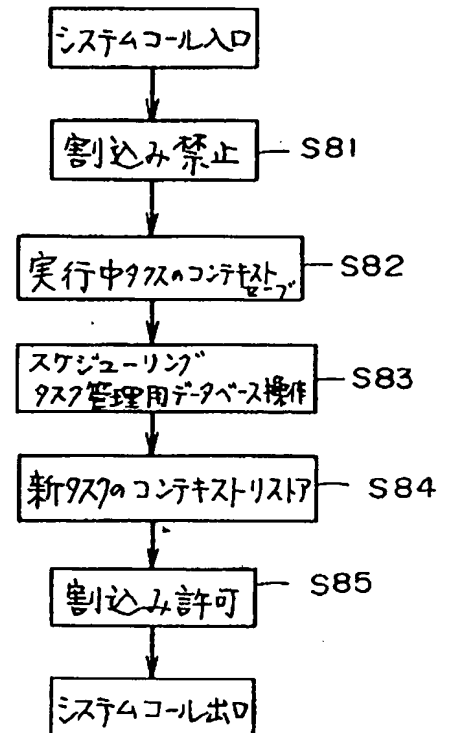 システムコール入口
割込み禁止
S81
実行中タスクのコンテキスト
セーブ
S82
スケジューリング
タスク管理用データベース操作
S83
新タスクのコンテキストリストア
S84
割込み許可
S85
システムコール出口